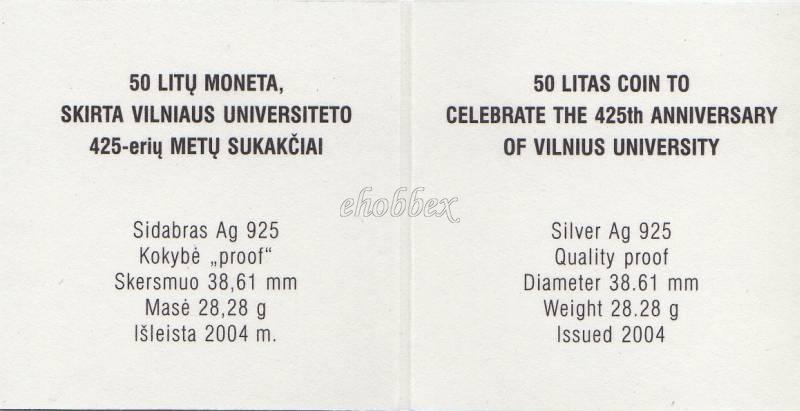 50 LITŲ MONETA,
SKIRTA VILNIAUS UNIVERSITETO
425-erių METŲ SUKAKČIAI
Sidabras Ag 925
Kokybė „proof“
Skersmuo 38,61 mm
Masė 28,28 g
Išleista 2004 m.
50 LITAS COIN TO
CELEBRATE THE 425th ANNIVERSARY
OF VILNIUS UNIVERSITY
Silver Ag 925
Quality proof
Diameter 38.61 mm
Weight 28.28 g
Issued 2004
ehobbex